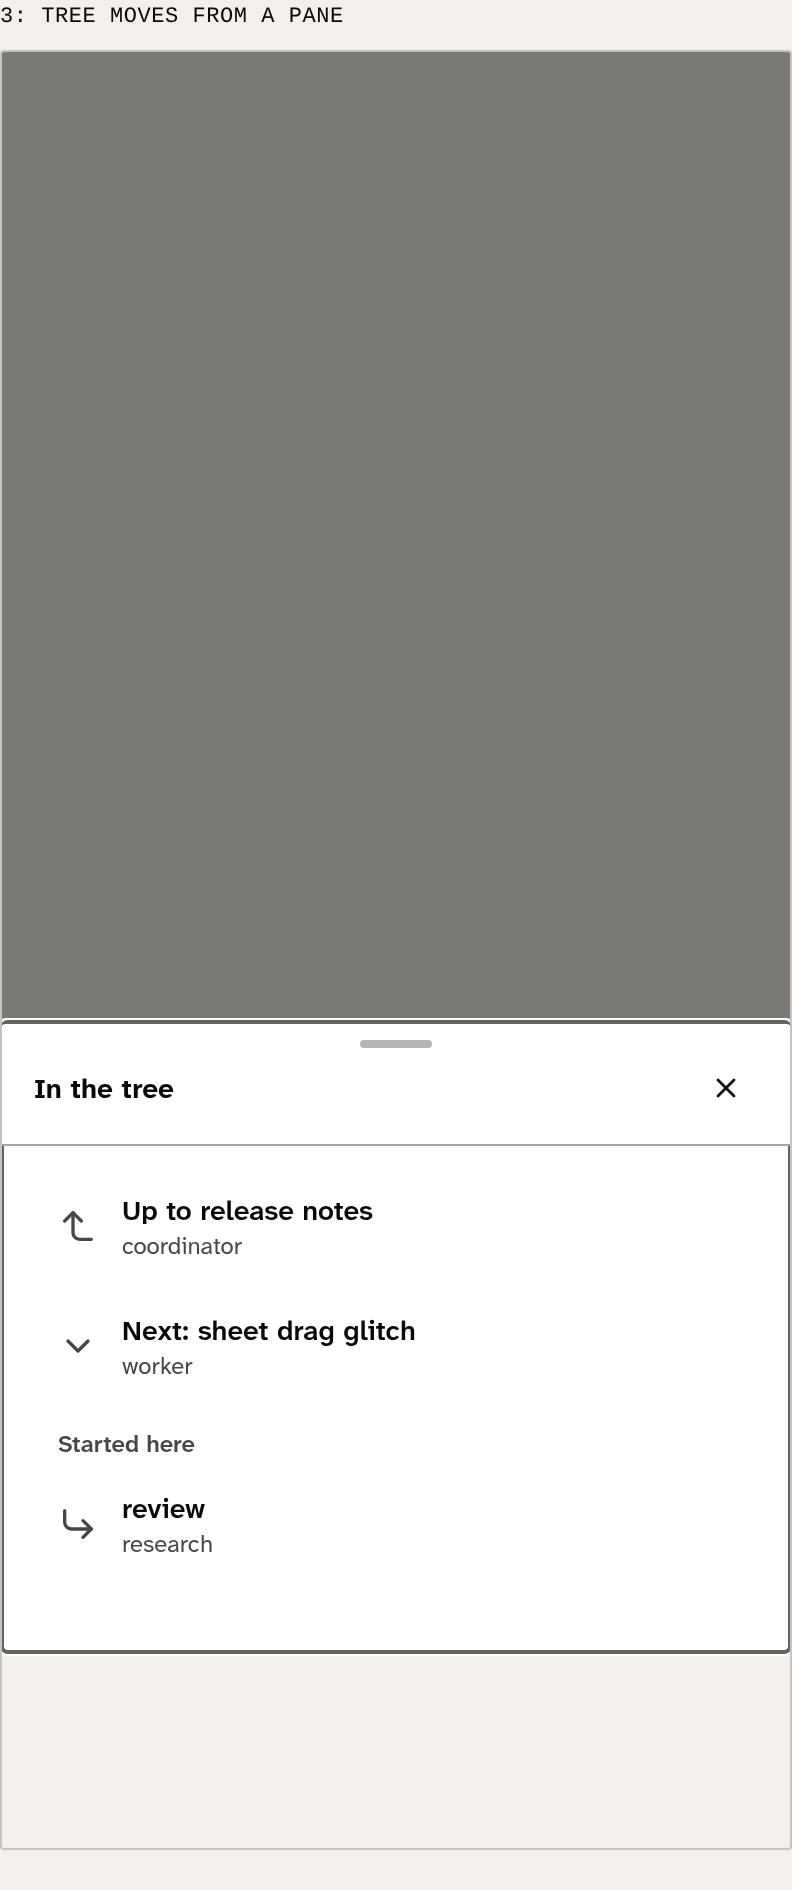 3: TREE MOVES FROM A PANE
In the tree
Up to release notes
coordinator
Next: sheet drag glitch
worker
Started here
review
research